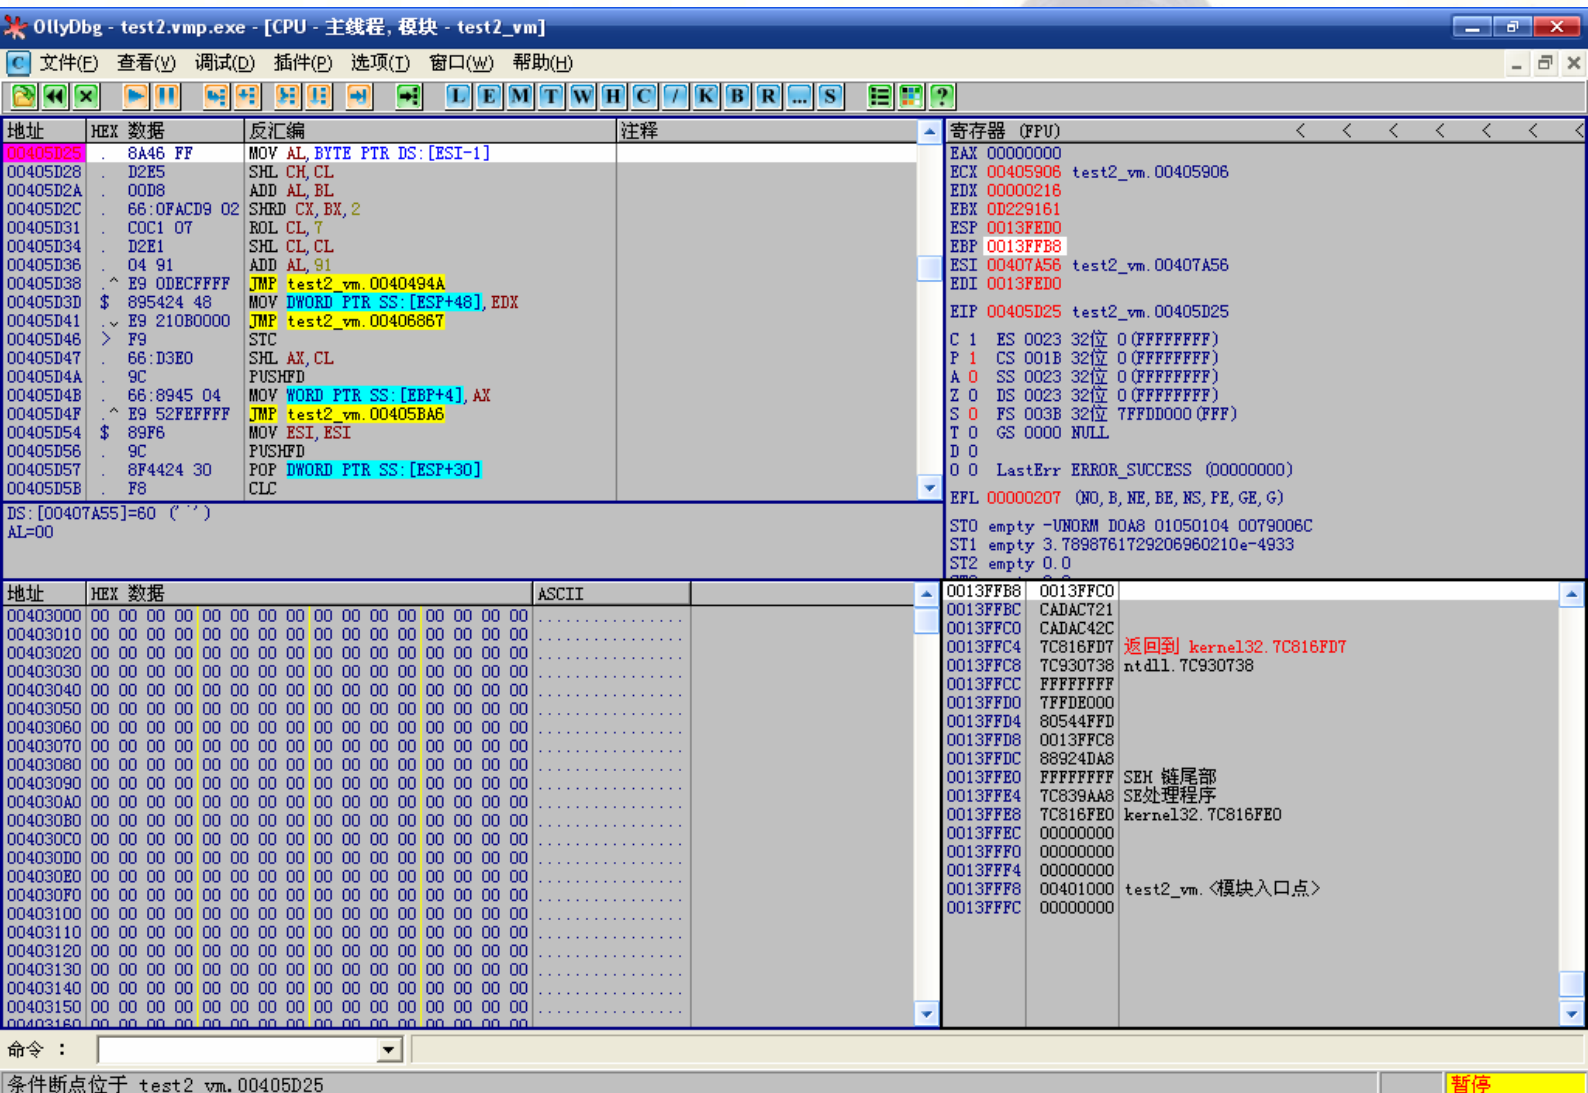 OllyDbg - test2.vmp.exe - [CPU - 主线程, 模块 - test2_vm]
C 文件(F) 查看(V) 调试(D) 插件(P) 选项(T) 窗口(W) 帮助(H)
L E M T W H C / K B R ... S ?
地址 HEX 数据 反汇编 注释
00405D25 . 8A46 FF MOV AL,BYTE PTR DS:[ESI-1]
00405D28 . D2E5 SHL CH,CL
00405D2A . 00D8 ADD AL,BL
00405D2C . 66:0FACD9 02 SHRD CX,BX,2
00405D31 . C0C1 07 ROL CL,7
00405D34 . D2E1 SHL CL,CL
00405D36 . 04 91 ADD AL,91
00405D38 .^ E9 0DECFFFF JMP test2_vm.0040494A
00405D3D $ 895424 48 MOV DWORD PTR SS:[ESP+48],EDX
00405D41 .v E9 210B0000 JMP test2_vm.00406867
00405D46 > F9 STC
00405D47 . 66:D3E0 SHL AX,CL
00405D4A . 9C PUSHFD
00405D4B . 66:8945 04 MOV WORD PTR SS:[EBP+4],AX
00405D4F .^ E9 52FEFFFF JMP test2_vm.00405BA6
00405D54 $ 89F6 MOV ESI,ESI
00405D56 . 9C PUSHFD
00405D57 . 8F4424 30 POP DWORD PTR SS:[ESP+30]
00405D5B . F8 CLC
DS:[00407A55]=60 ('`')
AL=00
寄存器 (FPU) < < < < < < <
EAX 00000000
ECX 00405906 test2_vm.00405906
EDX 00000216
EBX 0D229161
ESP 0013FED0
EBP 0013FFB8
ESI 00407A56 test2_vm.00407A56
EDI 0013FED0
EIP 00405D25 test2_vm.00405D25
C 1 ES 0023 32位 0(FFFFFFFF)
P 1 CS 001B 32位 0(FFFFFFFF)
A 0 SS 0023 32位 0(FFFFFFFF)
Z 0 DS 0023 32位 0(FFFFFFFF)
S 0 FS 003B 32位 7FFDD000(FFF)
T 0 GS 0000 NULL
D 0
O 0 LastErr ERROR_SUCCESS (00000000)
EFL 00000207 (NO,B,NE,BE,NS,PE,GE,G)
ST0 empty -UNORM D0A8 01050104 0079006C
ST1 empty 3.7898761729206960210e-4933
ST2 empty 0.0
地址 HEX 数据 ASCII
00403000 00 00 00 00 00 00 00 00 00 00 00 00 00 00 00 00 ................
00403010 00 00 00 00 00 00 00 00 00 00 00 00 00 00 00 00 ................
00403020 00 00 00 00 00 00 00 00 00 00 00 00 00 00 00 00 ................
00403030 00 00 00 00 00 00 00 00 00 00 00 00 00 00 00 00 ................
00403040 00 00 00 00 00 00 00 00 00 00 00 00 00 00 00 00 ................
00403050 00 00 00 00 00 00 00 00 00 00 00 00 00 00 00 00 ................
00403060 00 00 00 00 00 00 00 00 00 00 00 00 00 00 00 00 ................
00403070 00 00 00 00 00 00 00 00 00 00 00 00 00 00 00 00 ................
00403080 00 00 00 00 00 00 00 00 00 00 00 00 00 00 00 00 ................
00403090 00 00 00 00 00 00 00 00 00 00 00 00 00 00 00 00 ................
004030A0 00 00 00 00 00 00 00 00 00 00 00 00 00 00 00 00 ................
004030B0 00 00 00 00 00 00 00 00 00 00 00 00 00 00 00 00 ................
004030C0 00 00 00 00 00 00 00 00 00 00 00 00 00 00 00 00 ................
004030D0 00 00 00 00 00 00 00 00 00 00 00 00 00 00 00 00 ................
004030E0 00 00 00 00 00 00 00 00 00 00 00 00 00 00 00 00 ................
004030F0 00 00 00 00 00 00 00 00 00 00 00 00 00 00 00 00 ................
00403100 00 00 00 00 00 00 00 00 00 00 00 00 00 00 00 00 ................
00403110 00 00 00 00 00 00 00 00 00 00 00 00 00 00 00 00 ................
00403120 00 00 00 00 00 00 00 00 00 00 00 00 00 00 00 00 ................
00403130 00 00 00 00 00 00 00 00 00 00 00 00 00 00 00 00 ................
00403140 00 00 00 00 00 00 00 00 00 00 00 00 00 00 00 00 ................
00403150 00 00 00 00 00 00 00 00 00 00 00 00 00 00 00 00 ................
00403160 00 00 00 00 00 00 00 00 00 00 00 00 00 00 00 00
0013FFB8 0013FFC0
0013FFBC CADAC721
0013FFC0 CADAC42C
0013FFC4 7C816FD7 返回到 kernel32.7C816FD7
0013FFC8 7C930738 ntdll.7C930738
0013FFCC FFFFFFFF
0013FFD0 7FFDE000
0013FFD4 80544FFD
0013FFD8 0013FFC8
0013FFDC 88924DA8
0013FFE0 FFFFFFFF SEH 链尾部
0013FFE4 7C839AA8 SE处理程序
0013FFE8 7C816FE0 kernel32.7C816FE0
0013FFEC 00000000
0013FFF0 00000000
0013FFF4 00000000
0013FFF8 00401000 test2_vm.<模块入口点>
0013FFFC 00000000
命令 :
条件断点位于 test2_vm.00405D25 暂停